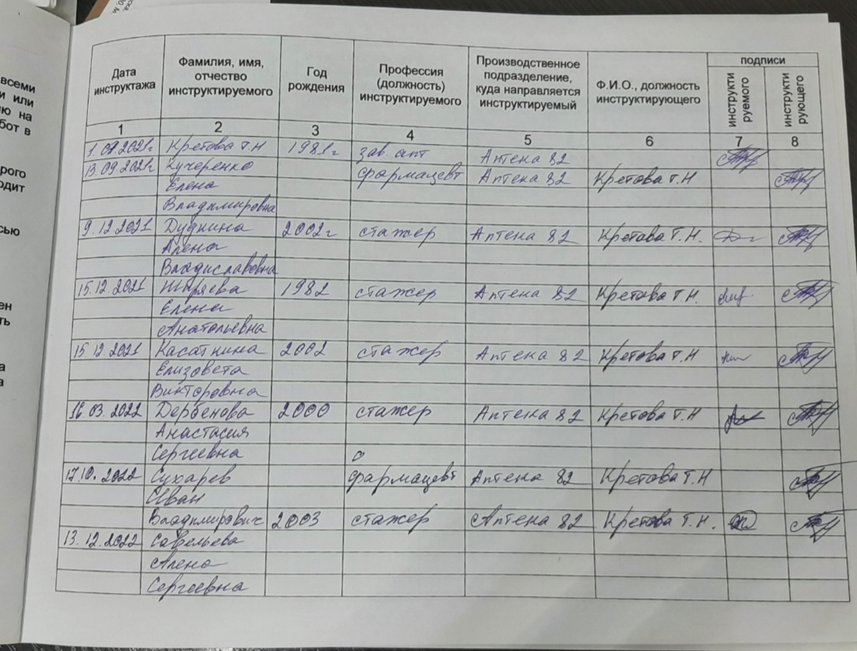 всеми
и или
ю на
бот в
рого
одит
сью
ен
ть
а
а
Дата инструктажа
Фамилия, имя, отчество инструктируемого
Год рождения
Профессия (должность) инструктируемого
Производственное подразделение, куда направляется инструктируемый
Ф.И.О., должность инструктирующего
подписи
инструкти руемого
инструкти рующего
1 2 3 4 5 6 7 8
1.09.2021г Кретова Т.Н 1981г зав. апт Аптека 82
13.09.2021г Кучеренко фармацевт Аптека 82 Кретова Т.Н
Елена
Владимировна
9.12.2021 Дудкина 2002г стажер Аптека 82 Кретова Т.Н.
Алена
Владиславовна
15.12.2021 1982 стажер Аптека 82 Кретова Т.Н
Елена
Анатольевна
15.12.2021 Касаткина 2002 стажер Аптека 82 Кретова Т.Н
Елизовета
Викторовна
16.03.2022 Дербенова 2000 стажер Аптека 82 Кретова Т.Н
Анастасия
Сергеевна
17.10.2022 Сухарев фармацевт Аптека 82 Кретова Т.Н
Иван
Владимирович 2003 стажер Аптека 82 Кретова Т.Н.
13.12.2022 Савельева
Алена
Сергеевна